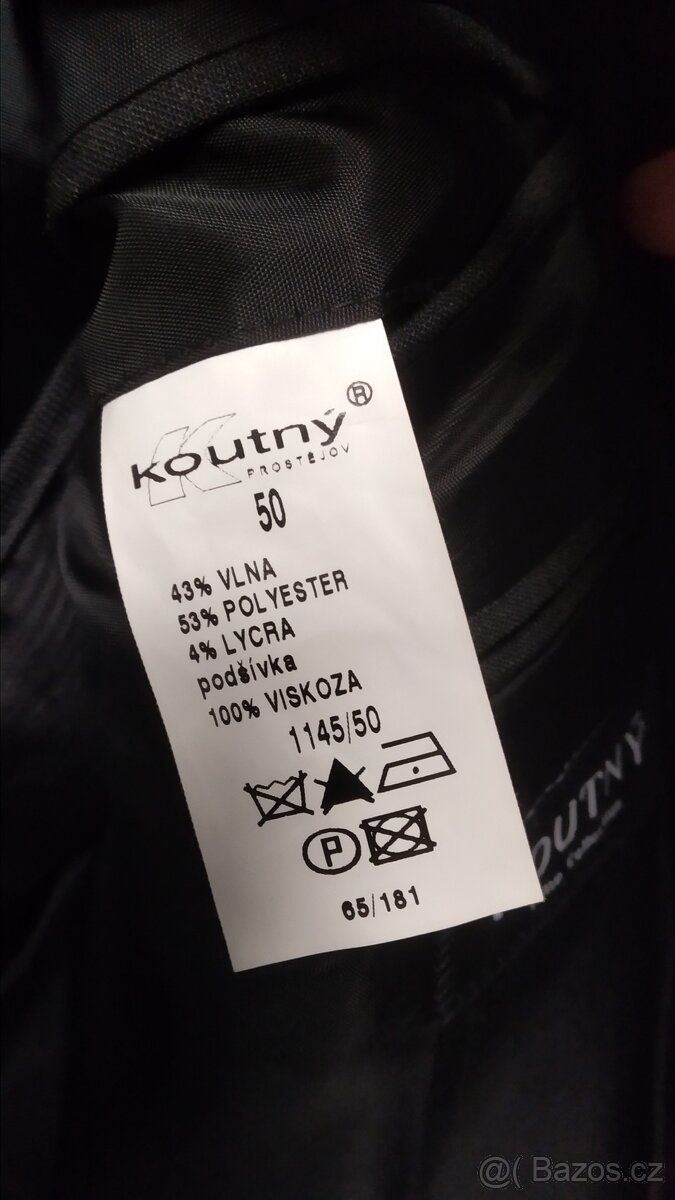 koutný®
PROSTĚJOV
50
43% VLNA
53% POLYESTER
4% LYCRA
podšívka
100% VISKOZA
1145/50
P
65/181
KOUTNÝ
@( Bazos.cz